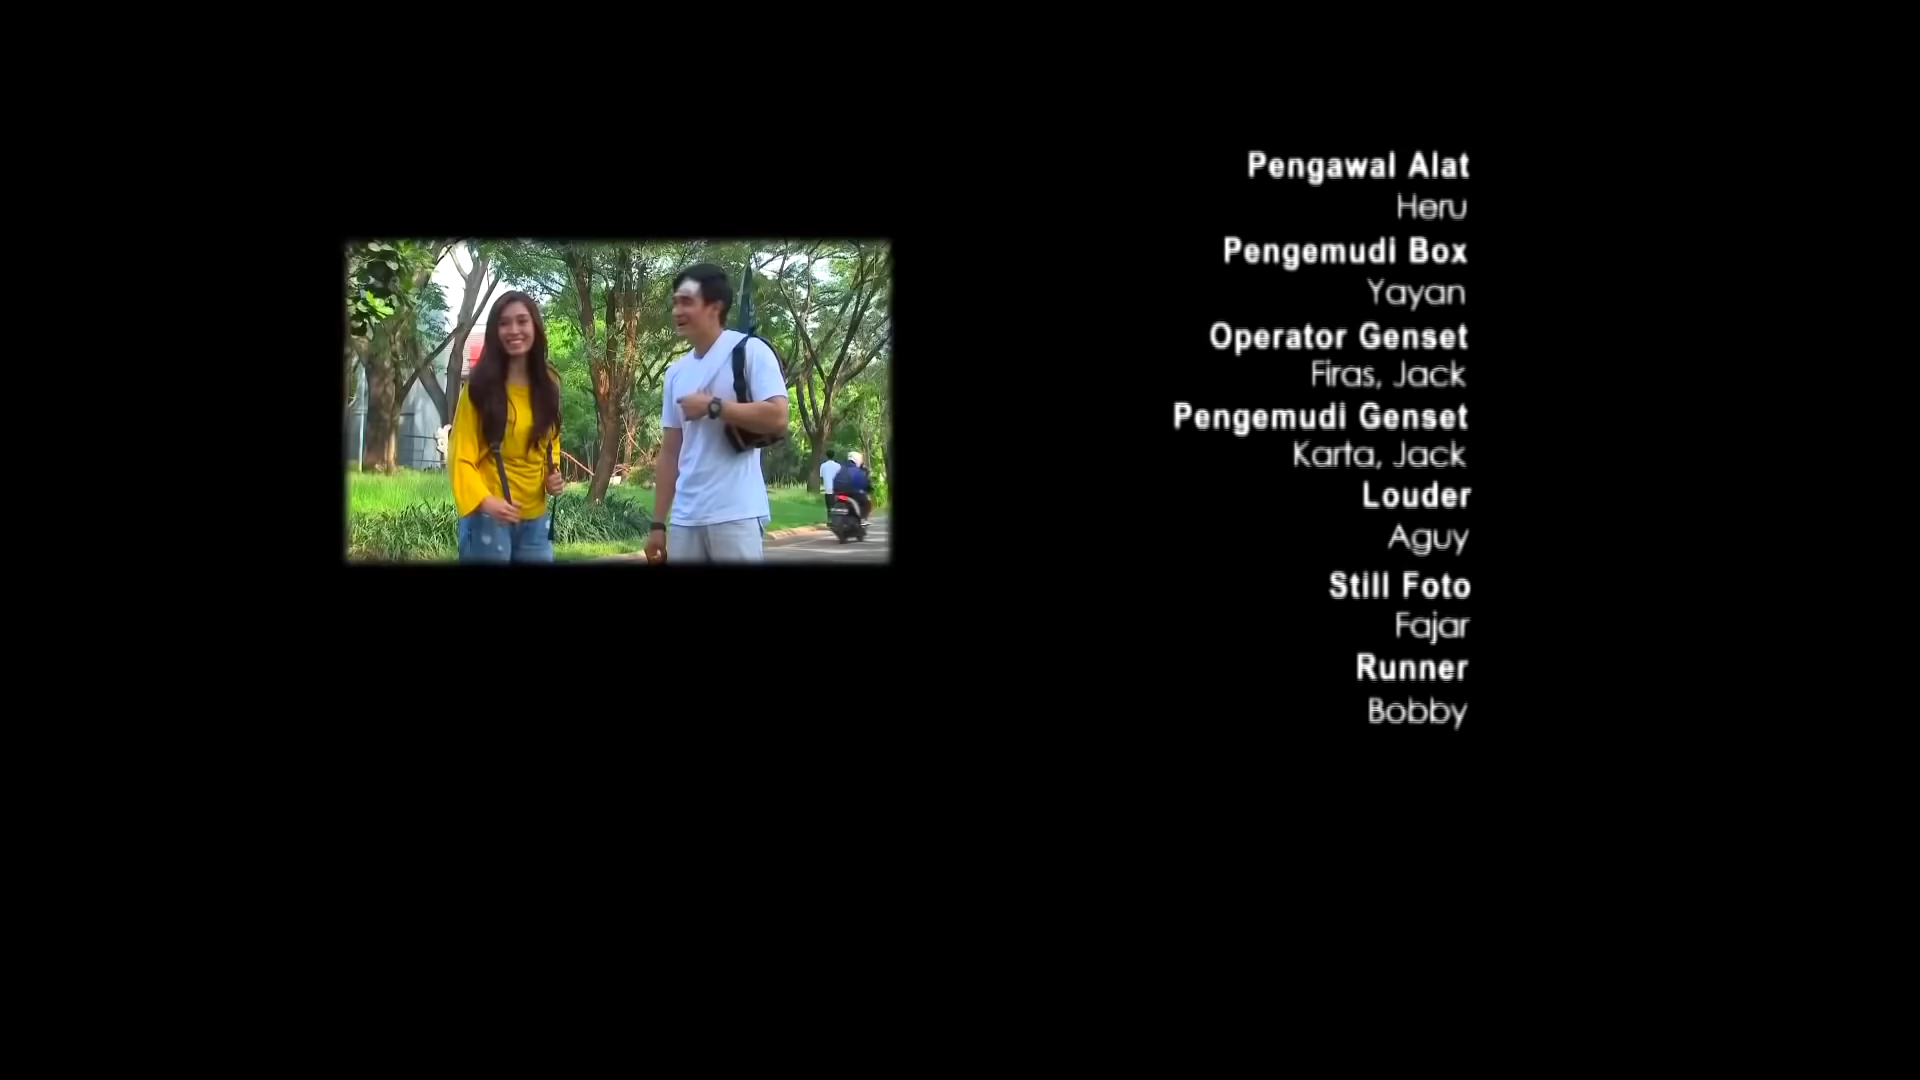 Pengawal Alat
Heru
Pengemudi Box
Yayan
Operator Genset
Firas, Jack
Pengemudi Genset
Karta, Jack
Louder
Aguy
Still Foto
Fajar
Runner
Bobby